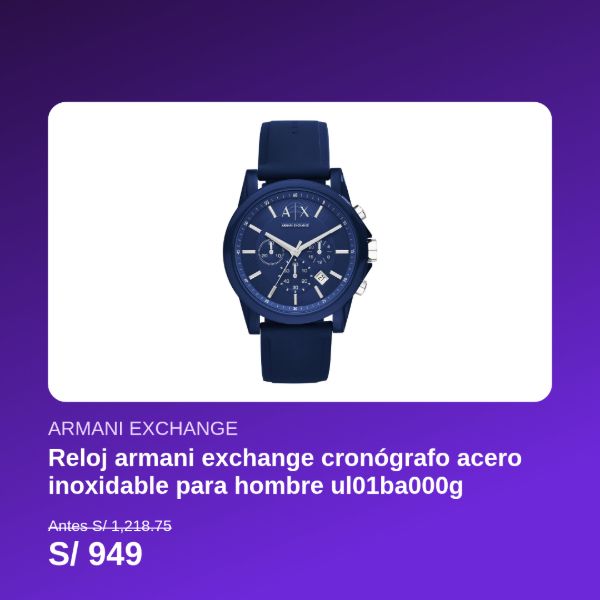 A|X
ARMANI EXCHANGE
ARMANI EXCHANGE
Reloj armani exchange cronógrafo acero
inoxidable para hombre ul01ba000g
Antes S/ 1,218.75
S/ 949